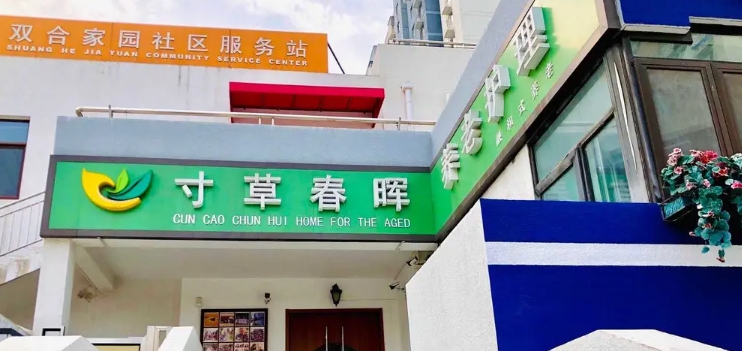 双合家园社区服务站
SHUANG HE JIA YUAN COMMUNITY SERVICE CENTER
寸草春晖
CUN CAO CHUN HUI HOME FOR THE AGED
养老护理